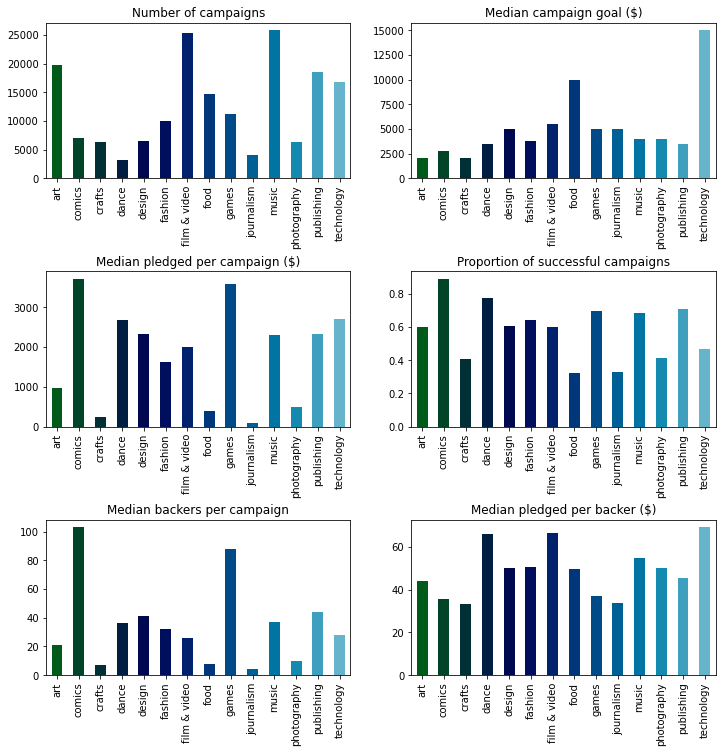 Number of campaigns
25000
20000
15000
10000
5000
0
art
comics
crafts
dance
design
fashion
film & video
food
games
journalism
music
photography
publishing
technology
Median campaign goal ($)
15000
12500
10000
7500
5000
2500
0
art
comics
crafts
dance
design
fashion
film & video
food
games
journalism
music
photography
publishing
technology
Median pledged per campaign ($)
3000
2000
1000
0
art
comics
crafts
dance
design
fashion
film & video
food
games
journalism
music
photography
publishing
technology
Proportion of successful campaigns
0.8
0.6
0.4
0.2
0.0
art
comics
crafts
dance
design
fashion
film & video
food
games
journalism
music
photography
publishing
technology
Median backers per campaign
100
80
60
40
20
0
art
comics
crafts
dance
design
fashion
film & video
food
games
journalism
music
photography
publishing
technology
Median pledged per backer ($)
60
40
20
0
art
comics
crafts
dance
design
fashion
film & video
food
games
journalism
music
photography
publishing
technology